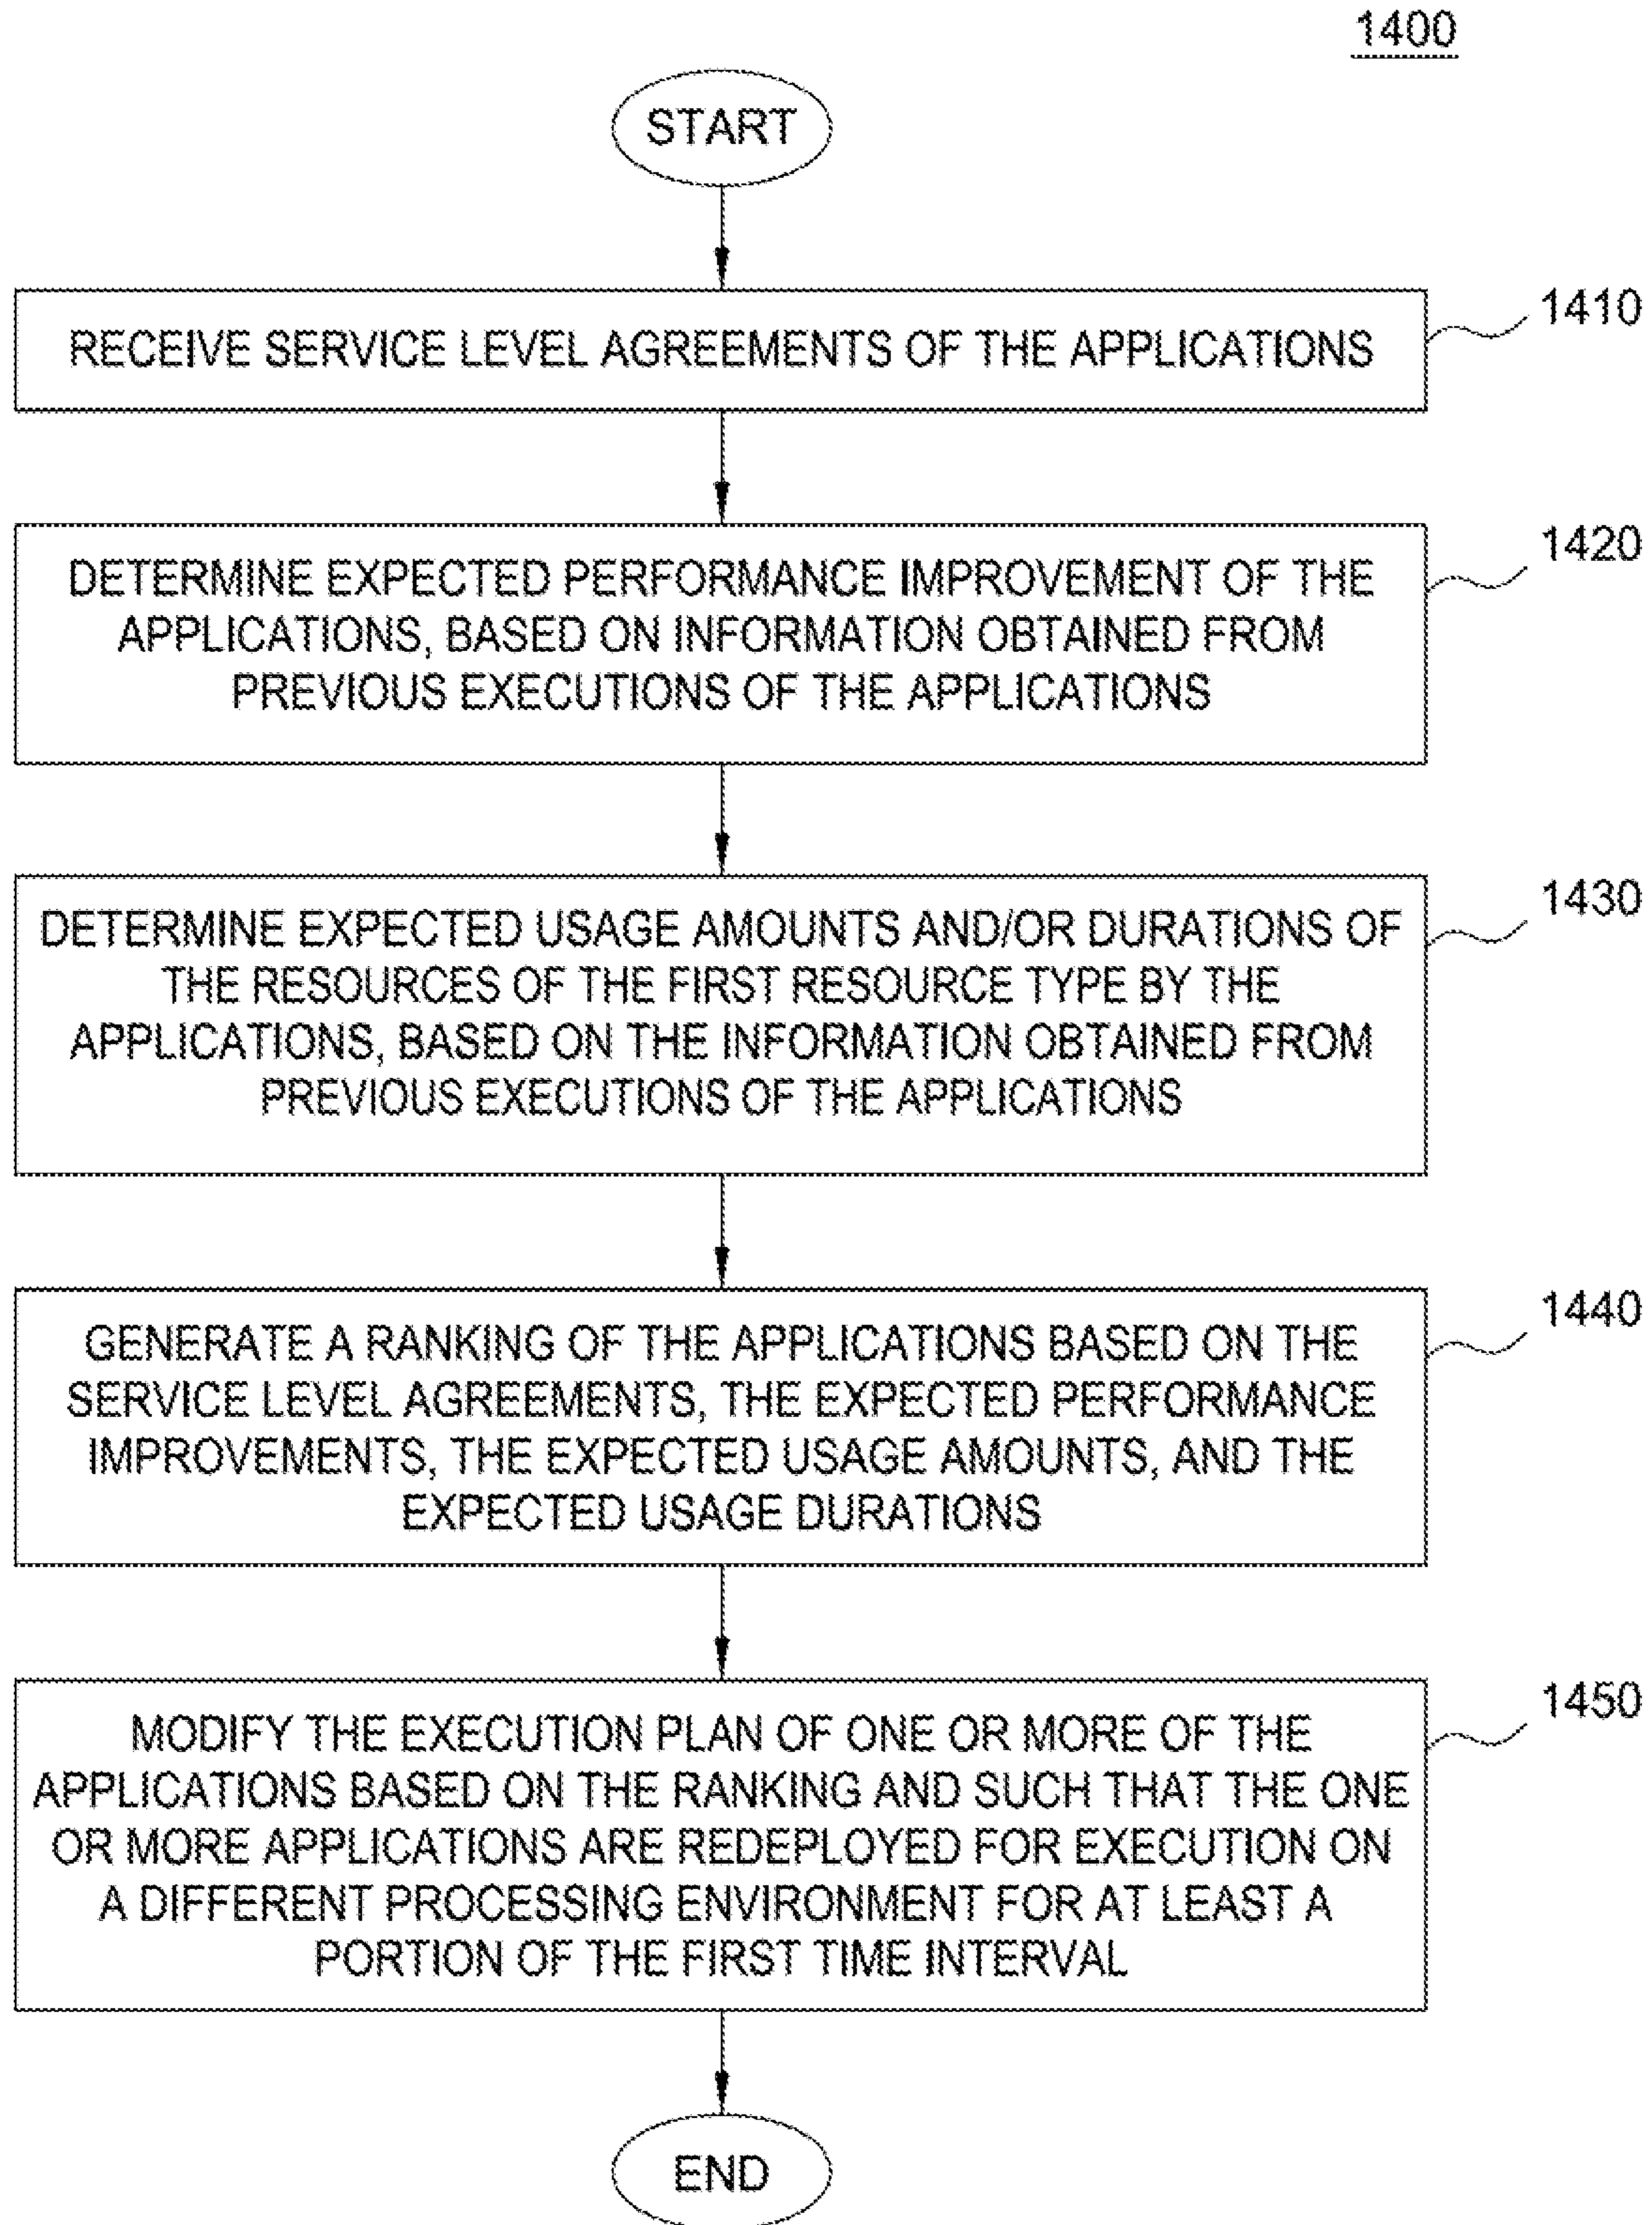 1400
START
RECEIVE SERVICE LEVEL AGREEMENTS OF THE APPLICATIONS
1410
DETERMINE EXPECTED PERFORMANCE IMPROVEMENT OF THE
APPLICATIONS, BASED ON INFORMATION OBTAINED FROM
PREVIOUS EXECUTIONS OF THE APPLICATIONS
1420
DETERMINE EXPECTED USAGE AMOUNTS AND/OR DURATIONS OF
THE RESOURCES OF THE FIRST RESOURCE TYPE BY THE
APPLICATIONS, BASED ON THE INFORMATION OBTAINED FROM
PREVIOUS EXECUTIONS OF THE APPLICATIONS
1430
GENERATE A RANKING OF THE APPLICATIONS BASED ON THE
SERVICE LEVEL AGREEMENTS, THE EXPECTED PERFORMANCE
IMPROVEMENTS, THE EXPECTED USAGE AMOUNTS, AND THE
EXPECTED USAGE DURATIONS
1440
MODIFY THE EXECUTION PLAN OF ONE OR MORE OF THE
APPLICATIONS BASED ON THE RANKING AND SUCH THAT THE ONE
OR MORE APPLICATIONS ARE REDEPLOYED FOR EXECUTION ON
A DIFFERENT PROCESSING ENVIRONMENT FOR AT LEAST A
PORTION OF THE FIRST TIME INTERVAL
1450
END